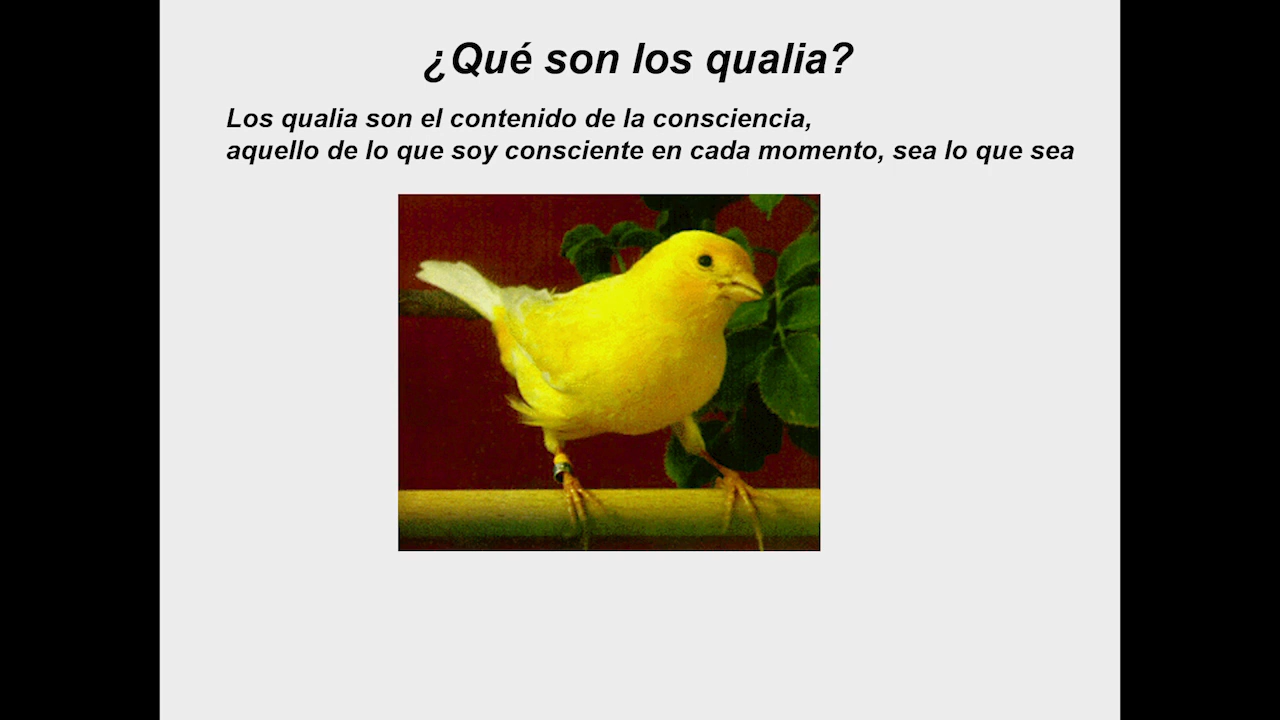 ¿Qué son los qualia?
Los qualia son el contenido de la consciencia,
aquello de lo que soy consciente en cada momento, sea lo que sea